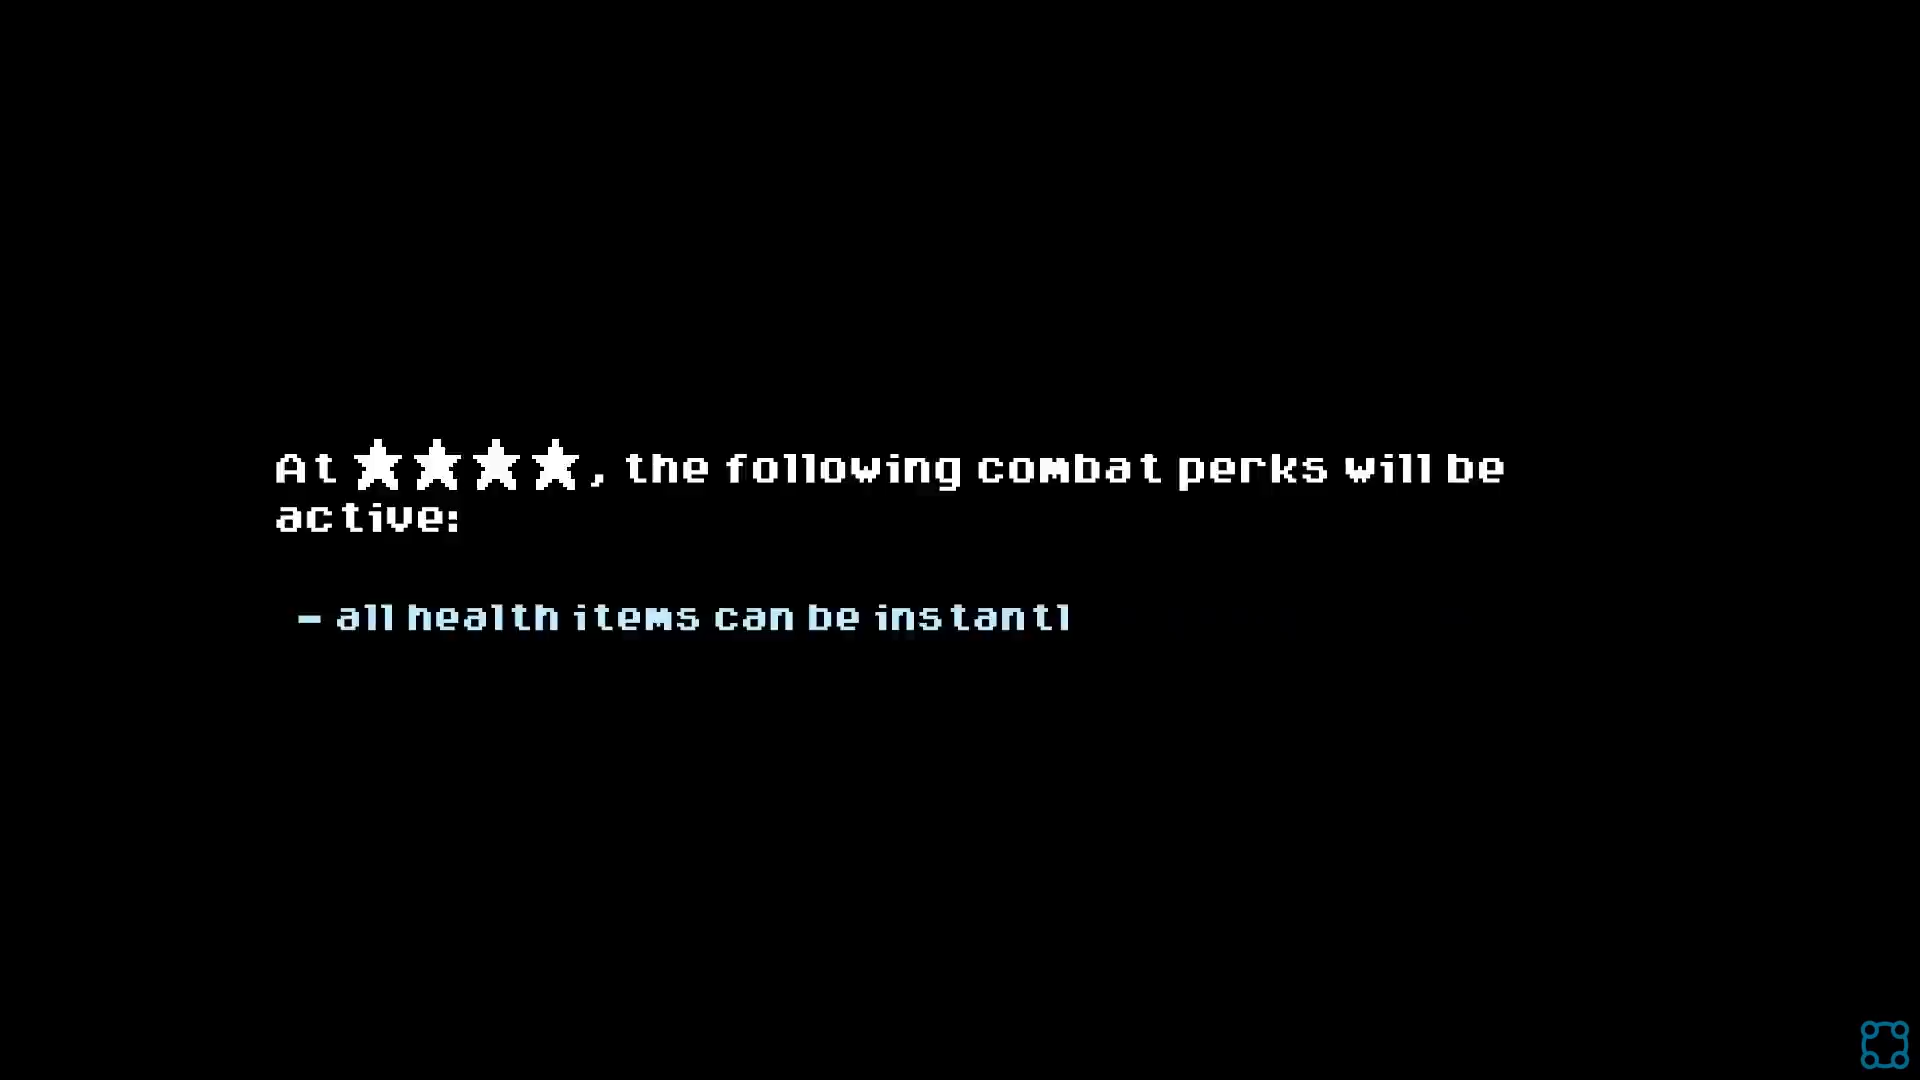 At ★★★★, the following combat perks will be
active:
- all health items can be instantl